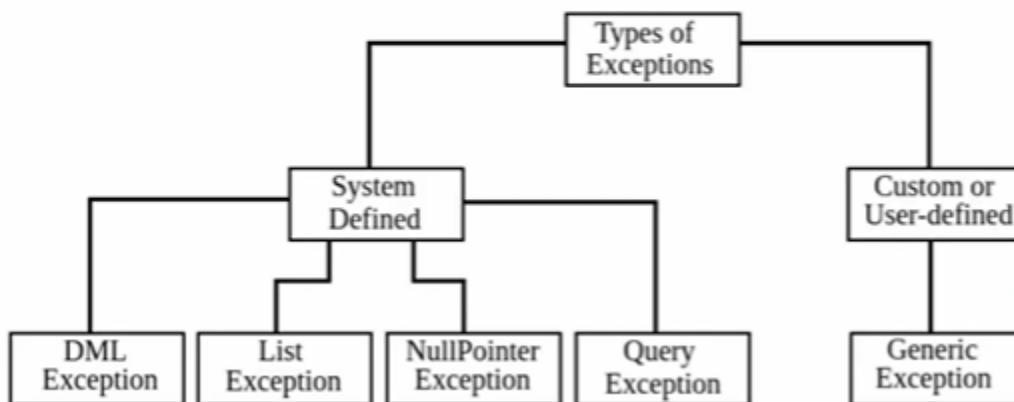 Types of
Exceptions
System
Defined
Custom or
User-defined
DML
Exception
List
Exception
NullPointer
Exception
Query
Exception
Generic
Exception